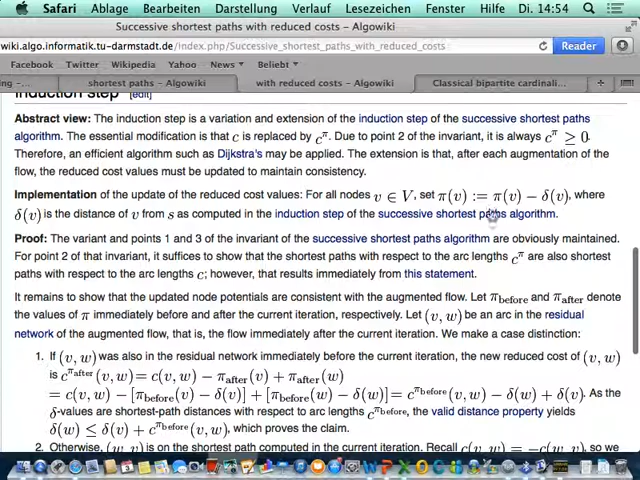 Safari Ablage Bearbeiten Darstellung Verlauf Lesezeichen Fenster Hilfe Di. 14:54
Successive shortest paths with reduced costs – Algowiki
wiki.algo.informatik.tu-darmstadt.de/index.php/Successive_shortest_paths_with_reduced_costs Reader
Facebook Twitter Wikipedia Yahoo News Beliebt
ng – ... shortest paths – Algowiki with reduced costs – Algowiki Classical bipartite cardinali...
Induction step [edit]
Abstract view: The induction step is a variation and extension of the induction step of the successive shortest paths
algorithm. The essential modification is that c is replaced by c^π. Due to point 2 of the invariant, it is always c^π ≥ 0.
Therefore, an efficient algorithm such as Dijkstra's may be applied. The extension is that, after each augmentation of the
flow, the reduced cost values must be updated to maintain consistency.
Implementation of the update of the reduced cost values: For all nodes v ∈ V, set π(v) := π(v) − δ(v), where
δ(v) is the distance of v from s as computed in the induction step of the successive shortest paths algorithm.
Proof: The variant and points 1 and 3 of the invariant of the successive shortest paths algorithm are obviously maintained.
For point 2 of that invariant, it suffices to show that the shortest paths with respect to the arc lengths c^π are also shortest
paths with respect to the arc lengths c; however, that results immediately from this statement.
It remains to show that the updated node potentials are consistent with the augmented flow. Let π_before and π_after denote
the values of π immediately before and after the current iteration, respectively. Let (v, w) be an arc in the residual
network of the augmented flow, that is, the flow immediately after the current iteration. We make a case distinction:
1. If (v, w) was also in the residual network immediately before the current iteration, the new reduced cost of (v, w)
is c^π_after(v, w) = c(v, w) − π_after(v) + π_after(w)
= c(v, w) − [π_before(v) − δ(v)] + [π_before(w) − δ(w)] = c^π_before(v, w) − δ(w) + δ(v). As the
δ-values are shortest-path distances with respect to arc lengths c^π_before, the valid distance property yields
δ(w) ≤ δ(v) + c^π_before(v, w), which proves the claim.
2. Otherwise, (w, v) is on the shortest path computed in the current iteration. Recall c(v, w) = −c(w, v), so we